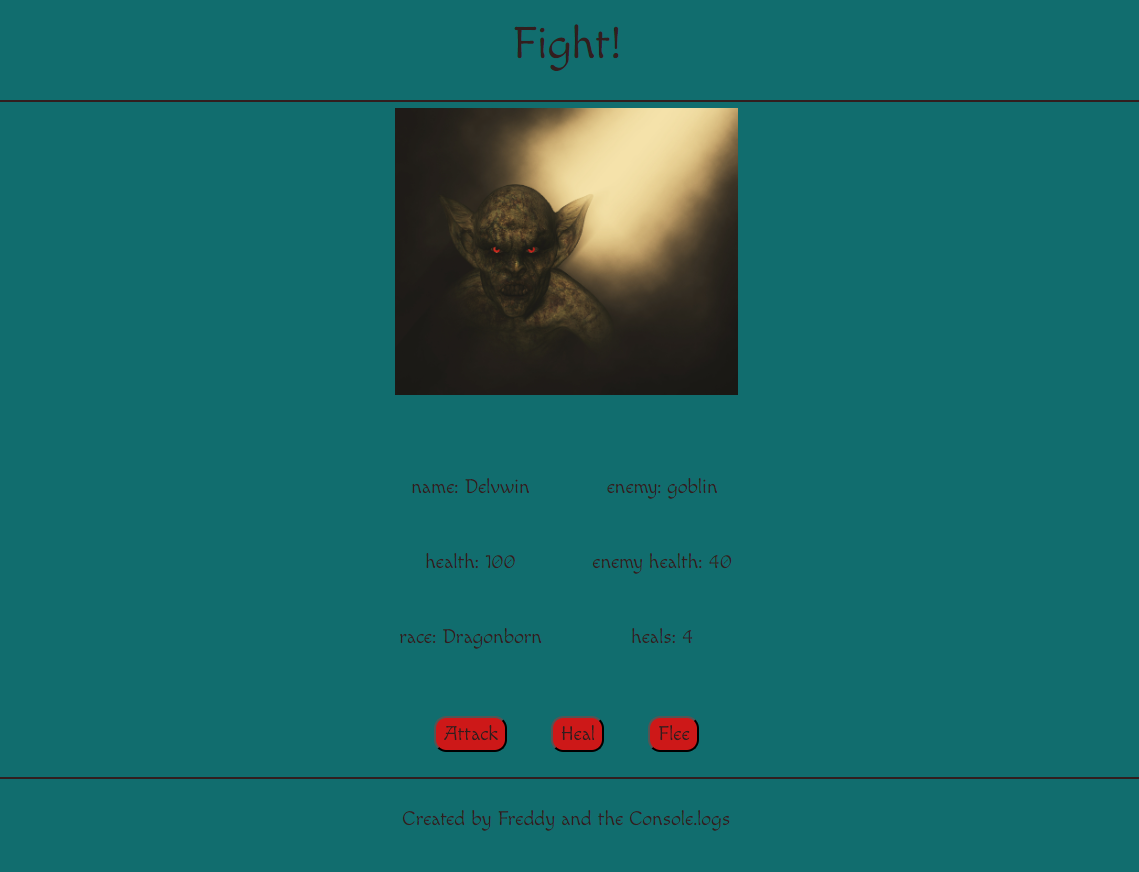 Fight!
name: Delvwin enemy: goblin
health: 100 enemy health: 40
race: Dragonborn heals: 4
Attack Heal Flee
Created by Freddy and the Console.logs